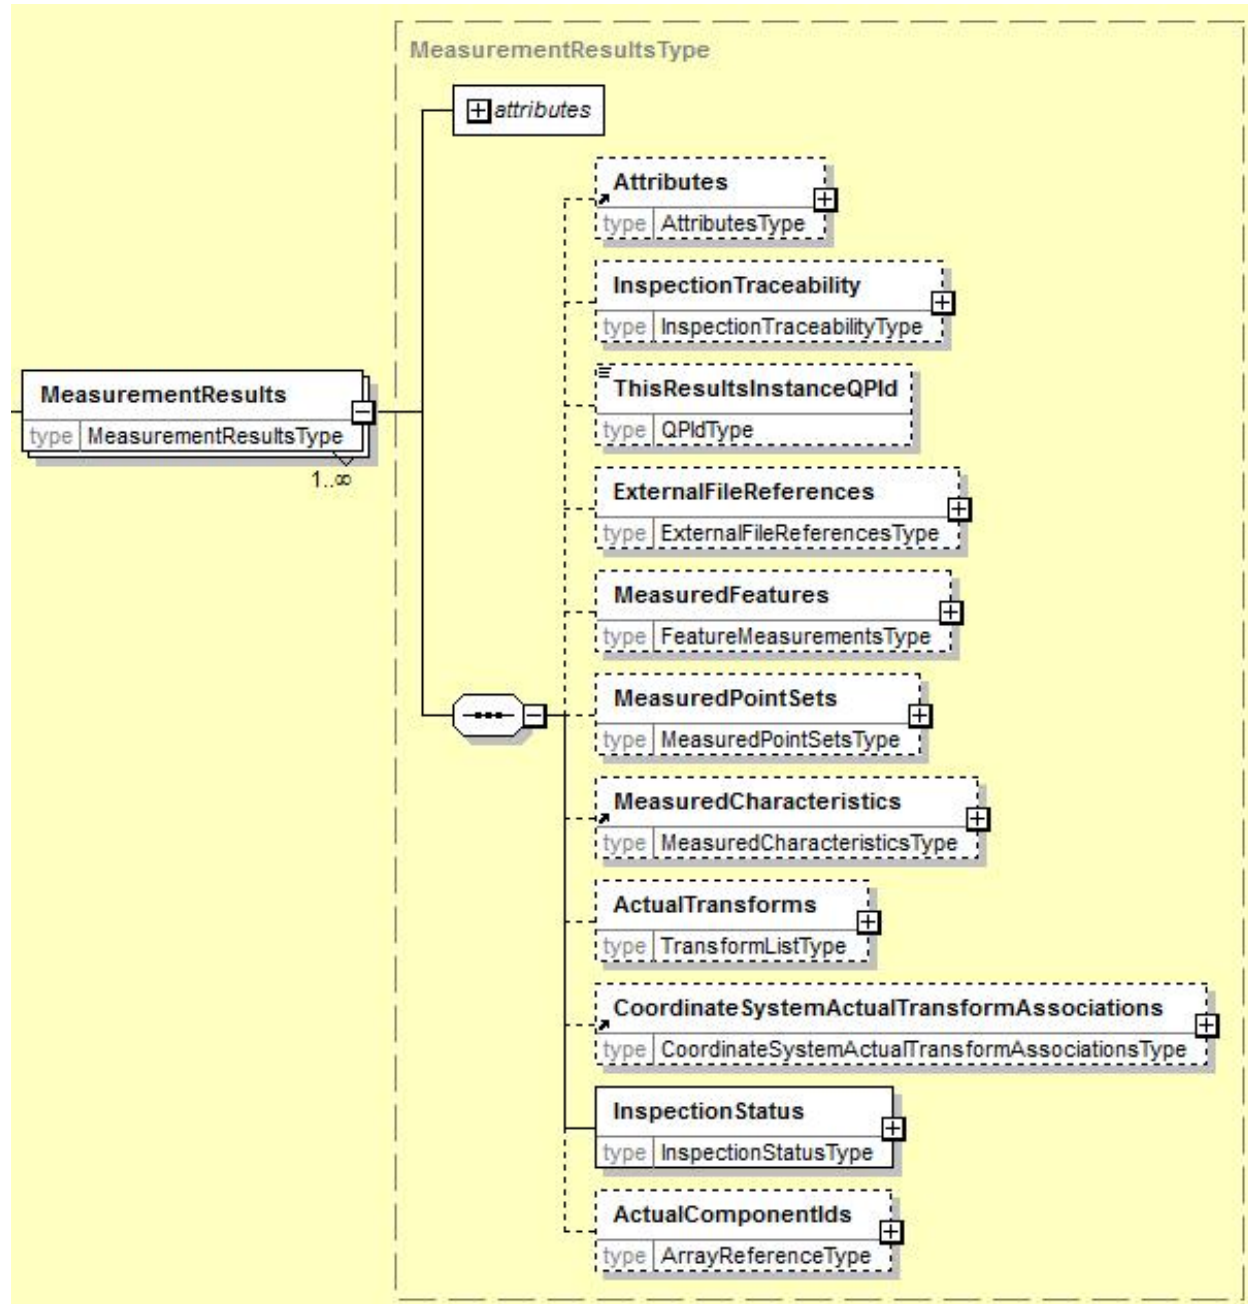 MeasurementResultsType
attributes
Attributes
type AttributesType
InspectionTraceability
type InspectionTraceabilityType
MeasurementResults
type MeasurementResultsType
1..∞
ThisResultsInstanceQPId
type QPIdType
ExternalFileReferences
type ExternalFileReferencesType
MeasuredFeatures
type FeatureMeasurementsType
MeasuredPointSets
type MeasuredPointSetsType
MeasuredCharacteristics
type MeasuredCharacteristicsType
ActualTransforms
type TransformListType
CoordinateSystemActualTransformAssociations
type CoordinateSystemActualTransformAssociationsType
InspectionStatus
type InspectionStatusType
ActualComponentIds
type ArrayReferenceType